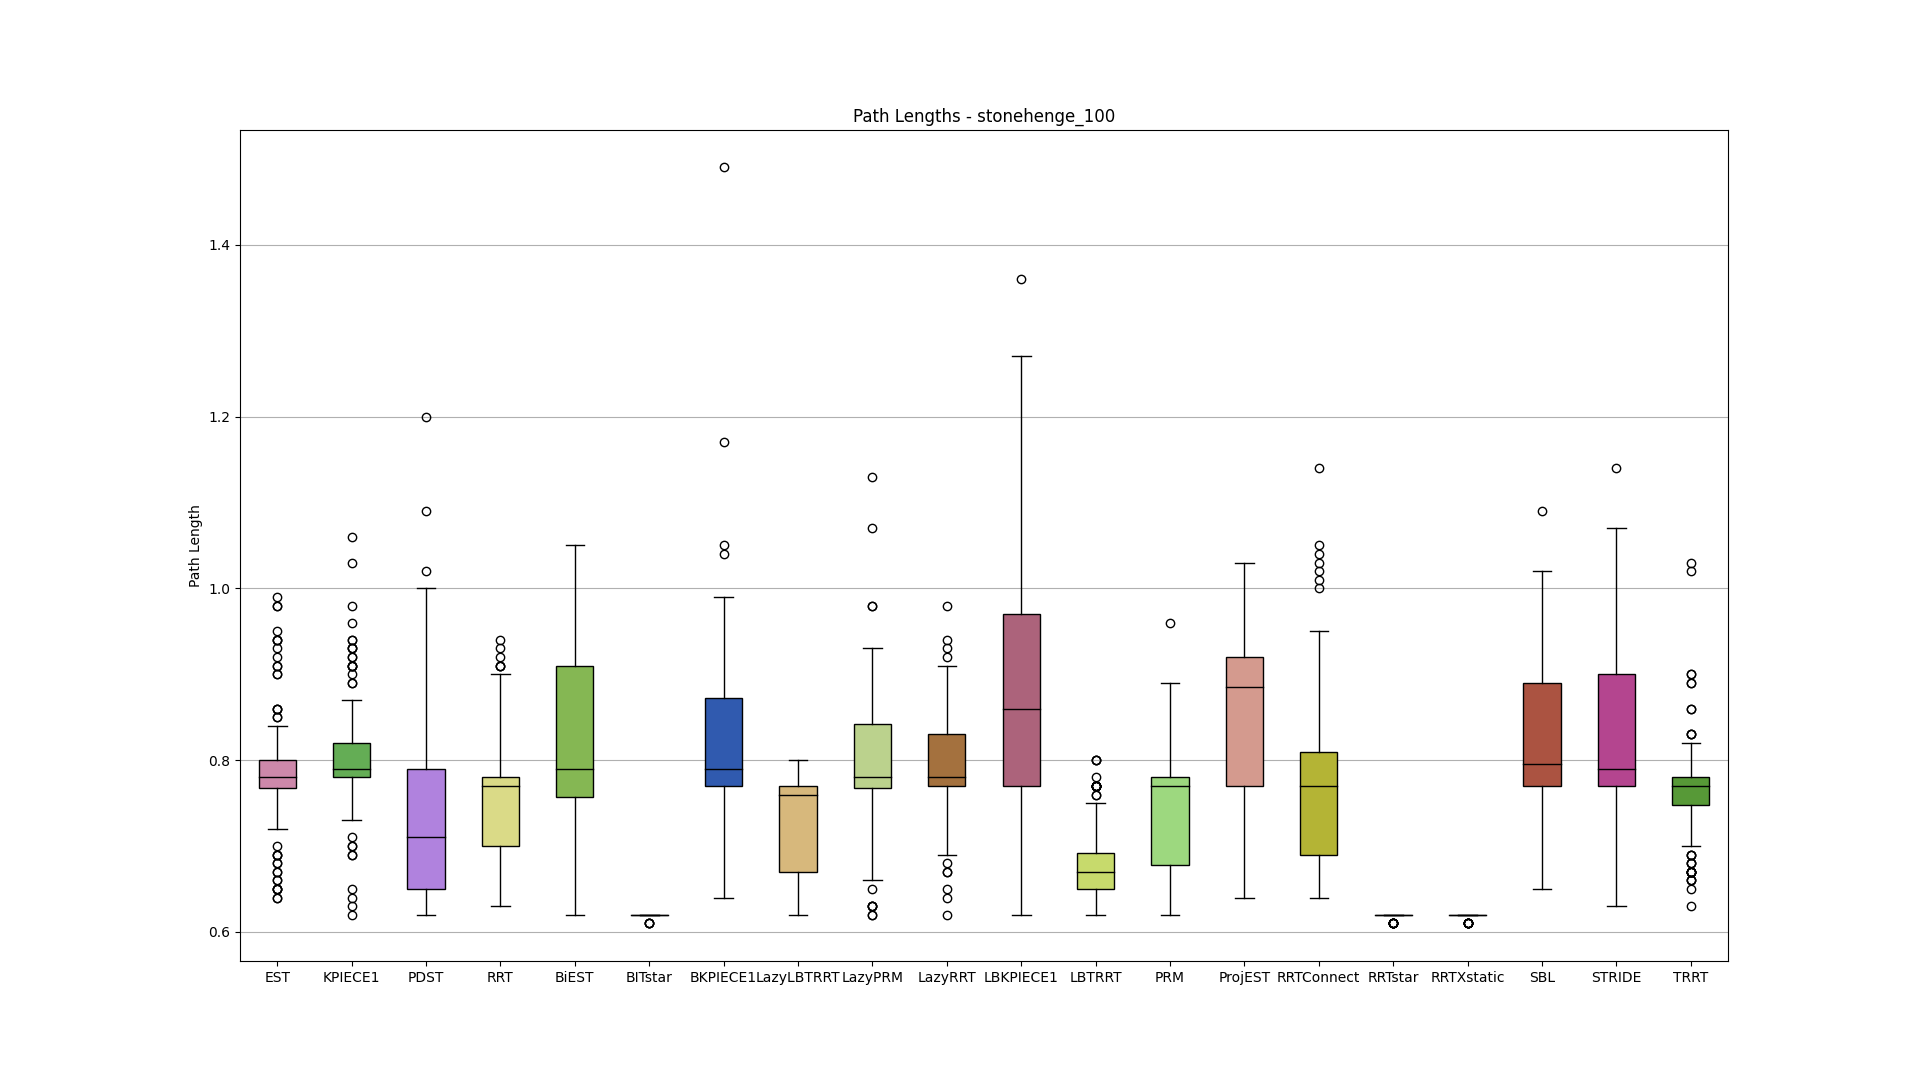 Path Lengths - stonehenge_100
Path Length
1.4
1.2
1.0
0.8
0.6
EST KPIECE1 PDST RRT BiEST BITstar BKPIECE1 LazyLBTRRT LazyPRM LazyRRT LBKPIECE1 LBTRRT PRM ProjEST RRTConnect RRTstar RRTXstatic SBL STRIDE TRRT